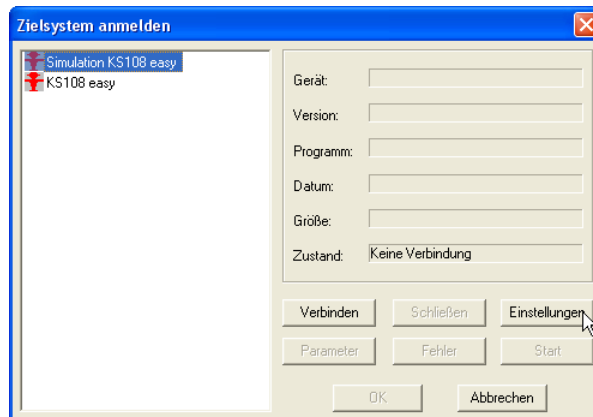 Zielsystem anmelden
Simulation KS108 easy
KS108 easy
Gerät:
Version:
Programm:
Datum:
Größe:
Zustand: Keine Verbindung
Verbinden Schließen Einstellungen
Parameter Fehler Start
OK Abbrechen